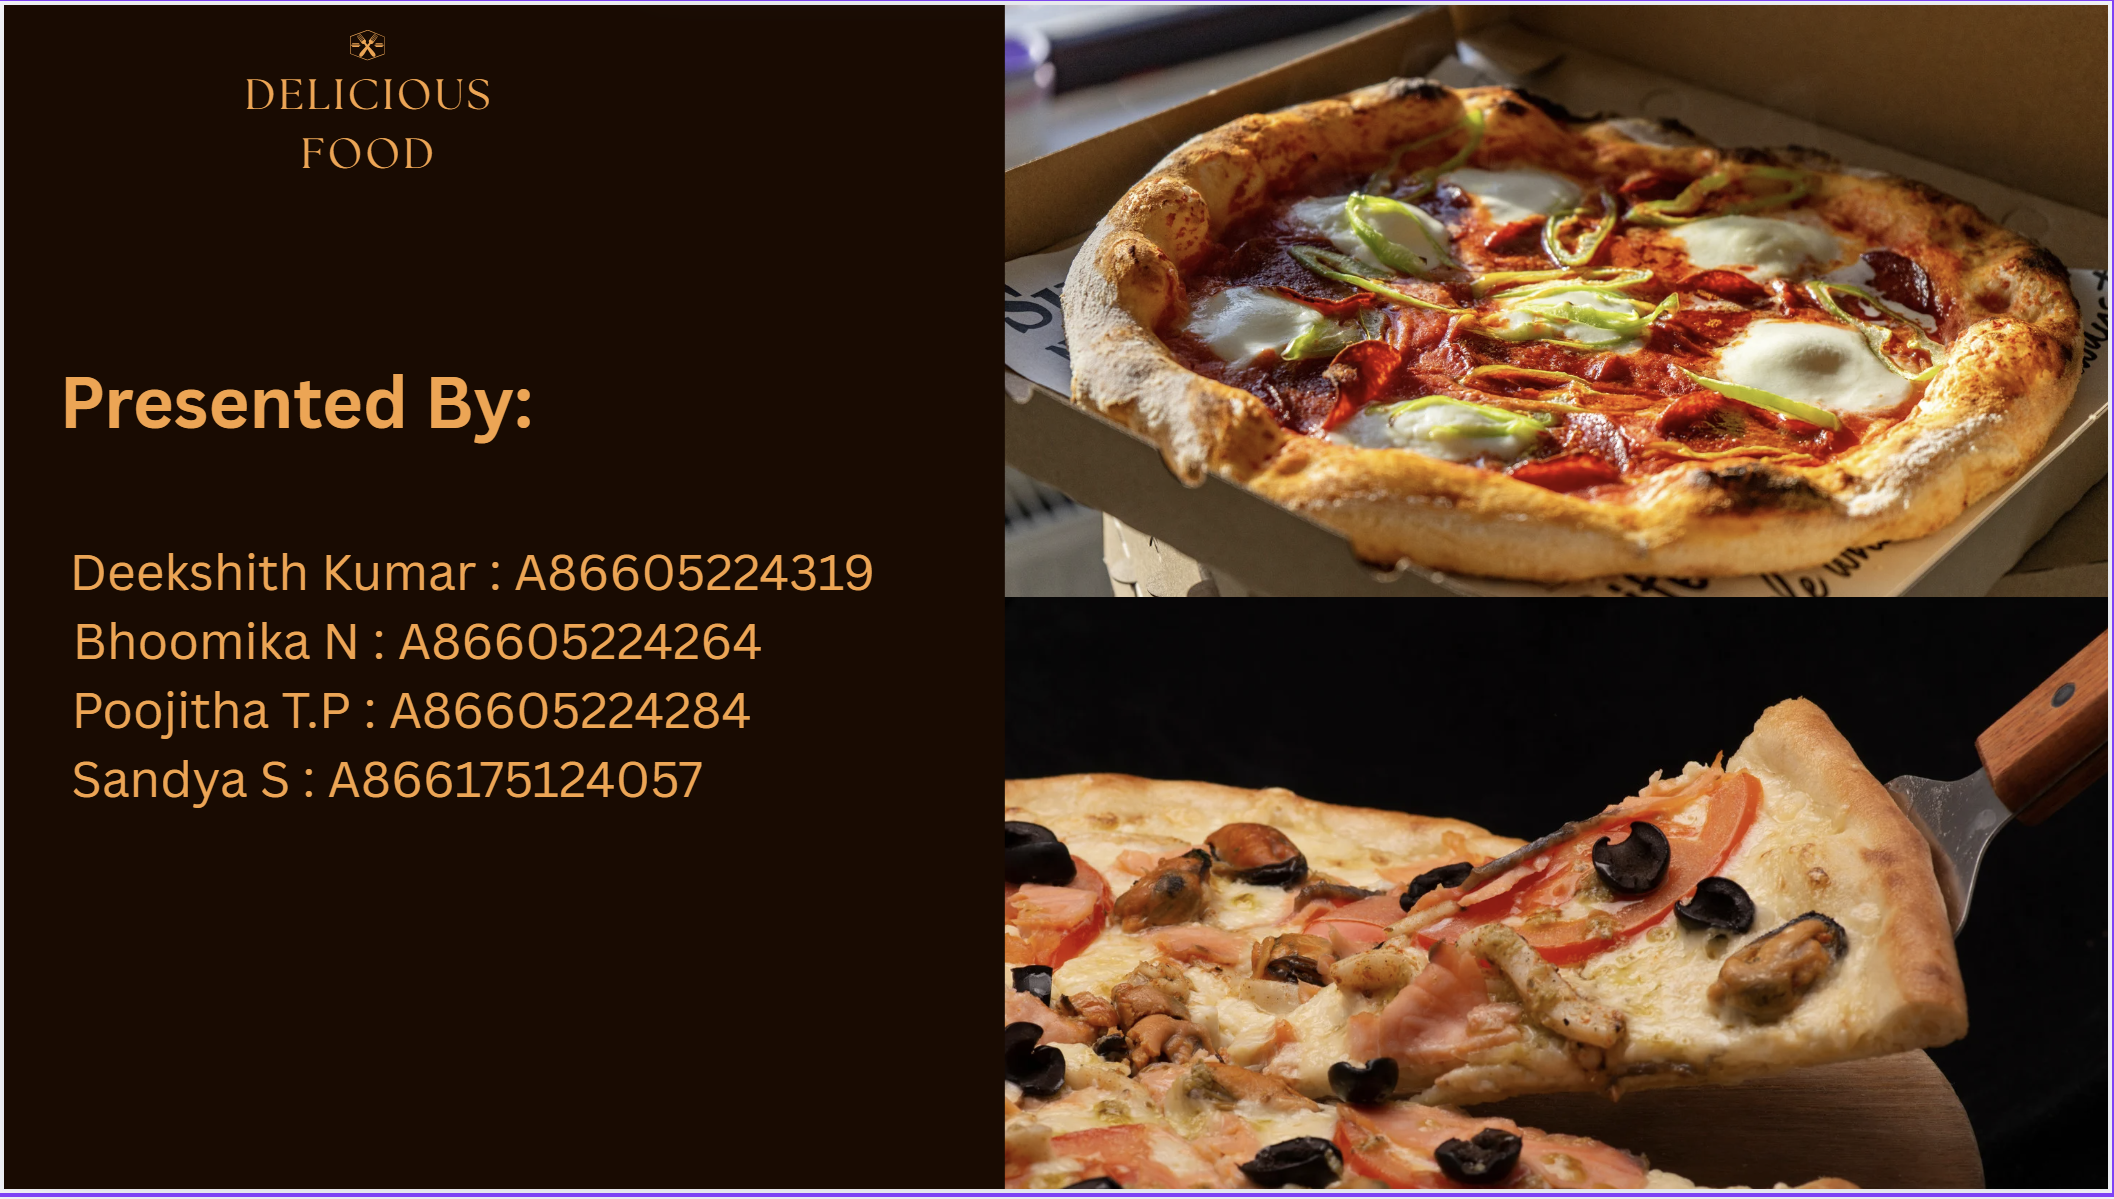 DELICIOUS
FOOD
Presented By:
Deekshith Kumar : A86605224319
Bhoomika N : A86605224264
Poojitha T.P : A86605224284
Sandya S : A866175124057